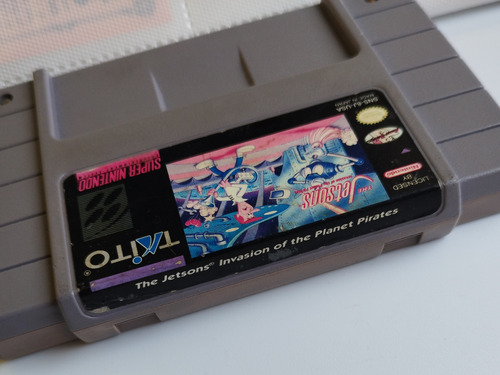 SNS-6J-USA
MADE IN JAPAN
SUPER NINTENDO
THE
Jetsons
LICENSED
BY
Nintendo
TAITO
The Jetsons® Invasion of the Planet Pirates